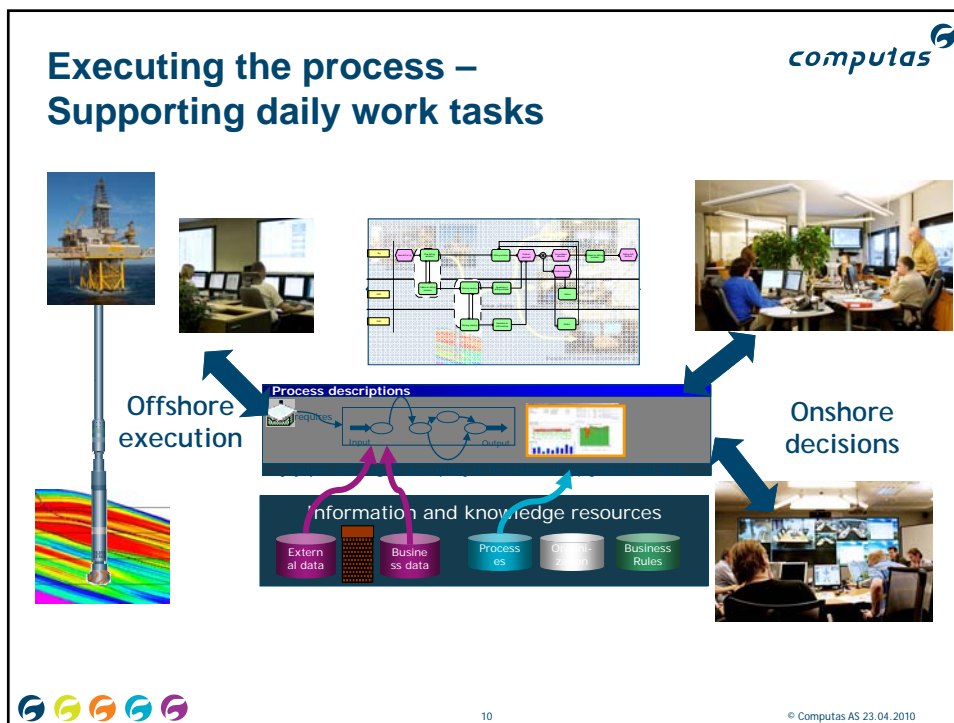 Executing the process –
Supporting daily work tasks
computas
Offshore
execution
Process descriptions
requires
Input
Output
Onshore
decisions
Information and knowledge resources
Extern
al data
Busine
ss data
Process
es
Business
Rules
10
© Computas AS 23.04.2010